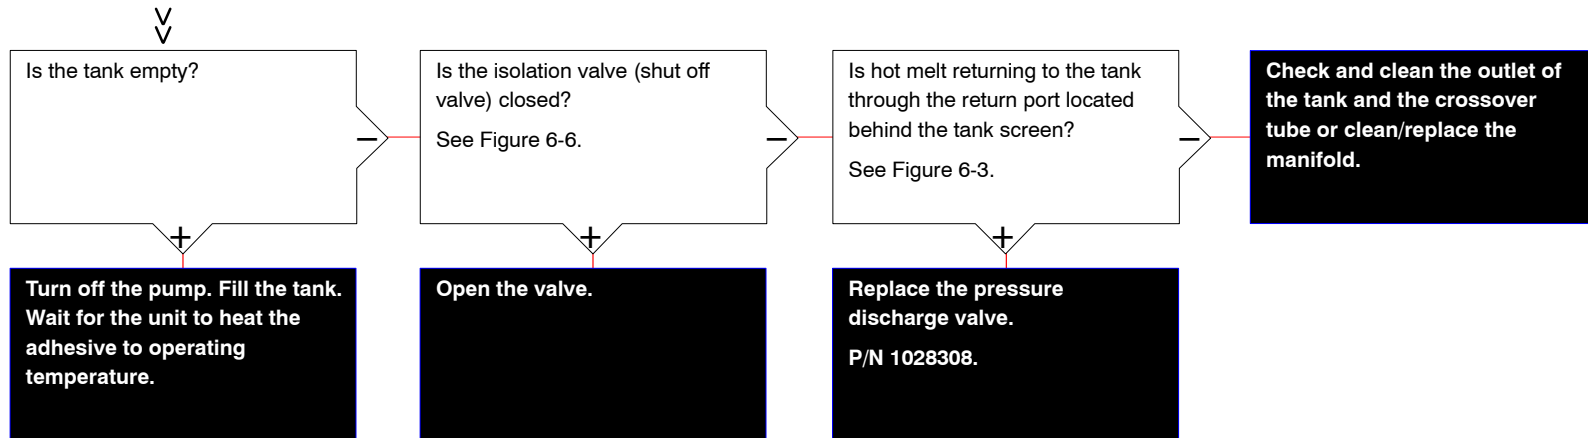 Is the tank empty?
Is the isolation valve (shut off
valve) closed?
See Figure 6-6.
Is hot melt returning to the tank
through the return port located
behind the tank screen?
See Figure 6-3.
Check and clean the outlet of
the tank and the crossover
tube or clean/replace the
manifold.
−
−
−
+
+
+
Turn off the pump. Fill the tank.
Wait for the unit to heat the
adhesive to operating
temperature.
Open the valve.
Replace the pressure
discharge valve.
P/N 1028308.